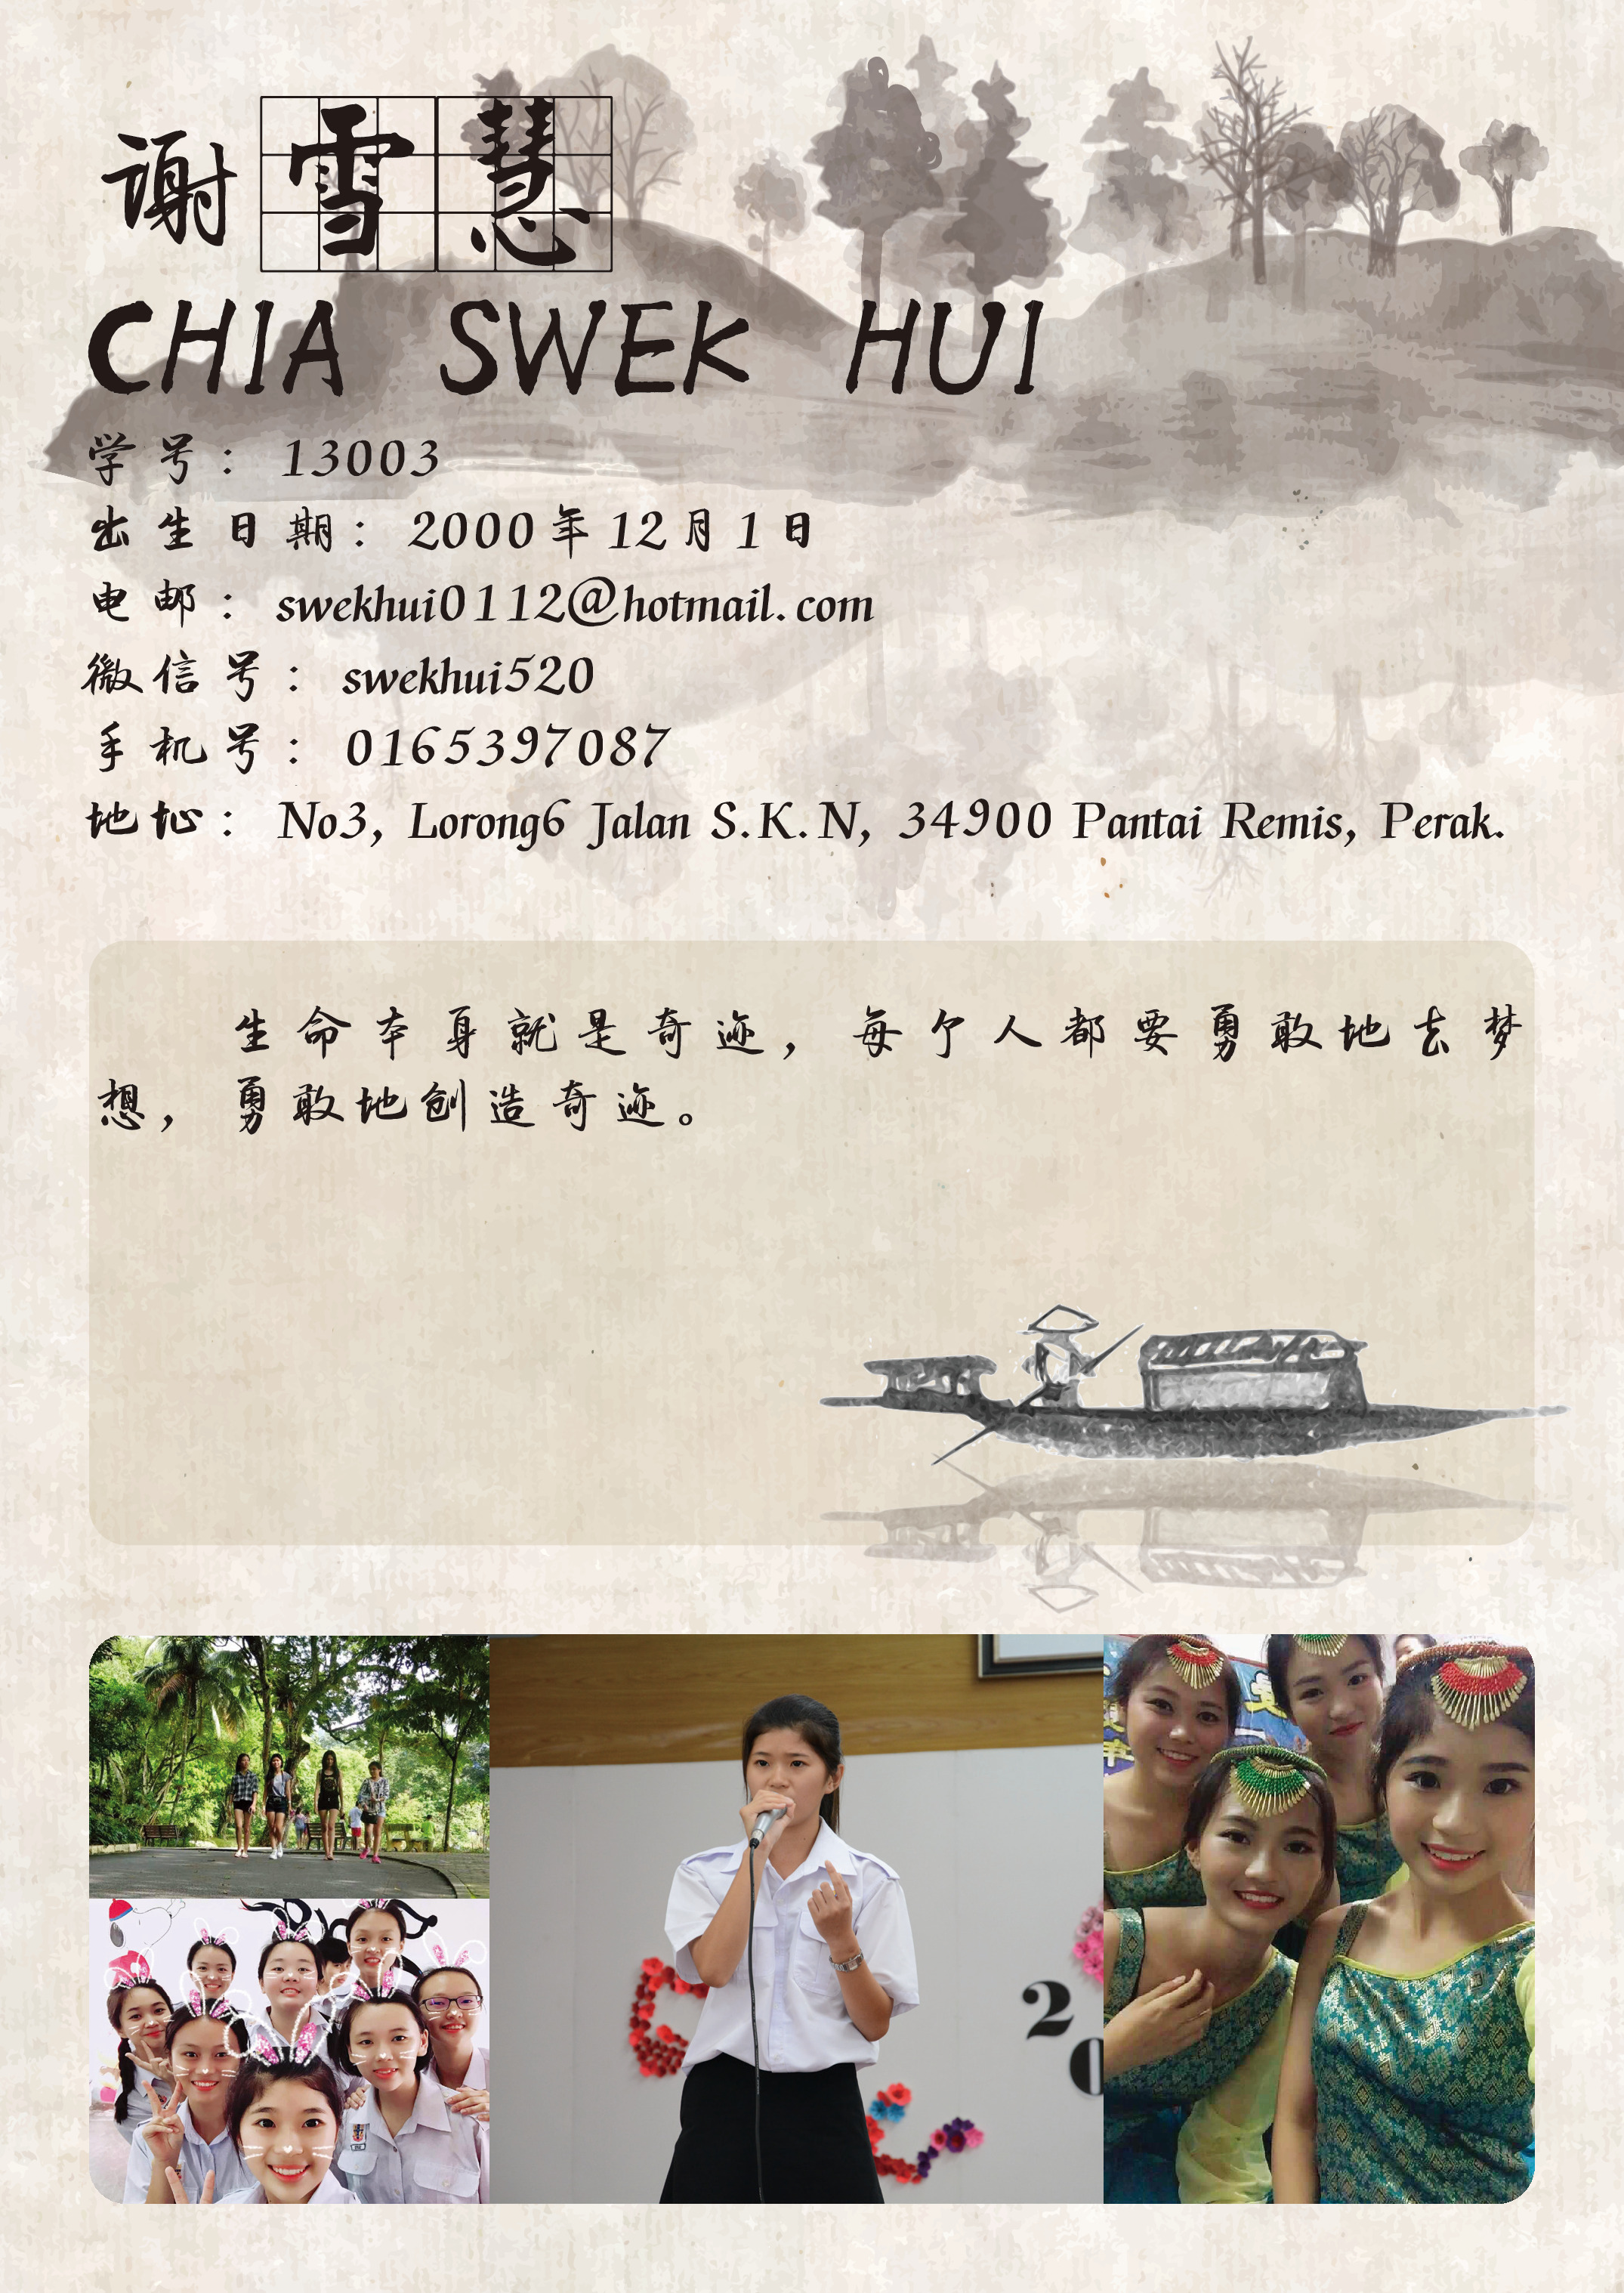 谢雪慧
CHIA SWEK HUI
学号：13003
出生日期：2000年12月1日
电邮：swekhui0112@hotmail.com
微信号：swekhui520
手机号：0165397087
地址：No3, Lorong6 Jalan S.K.N, 34900 Pantai Remis, Perak.
生命本身就是奇迹，每个人都要勇敢地去梦
想，勇敢地创造奇迹。
20